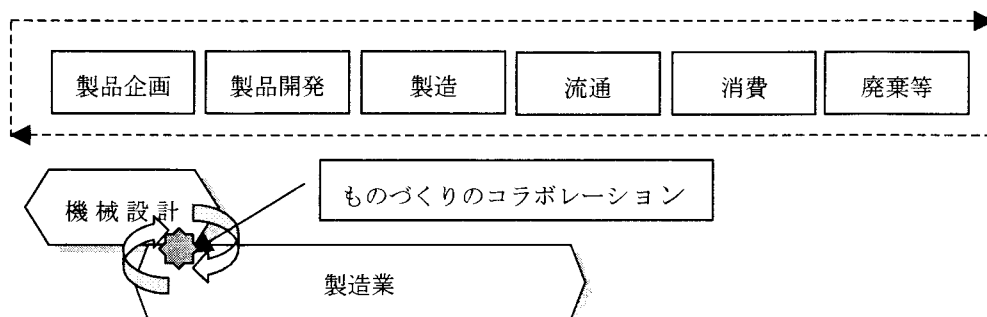 製品企画 製品開発 製造 流通 消費 廃棄等
ものづくりのコラボレーション
機械設計
製造業